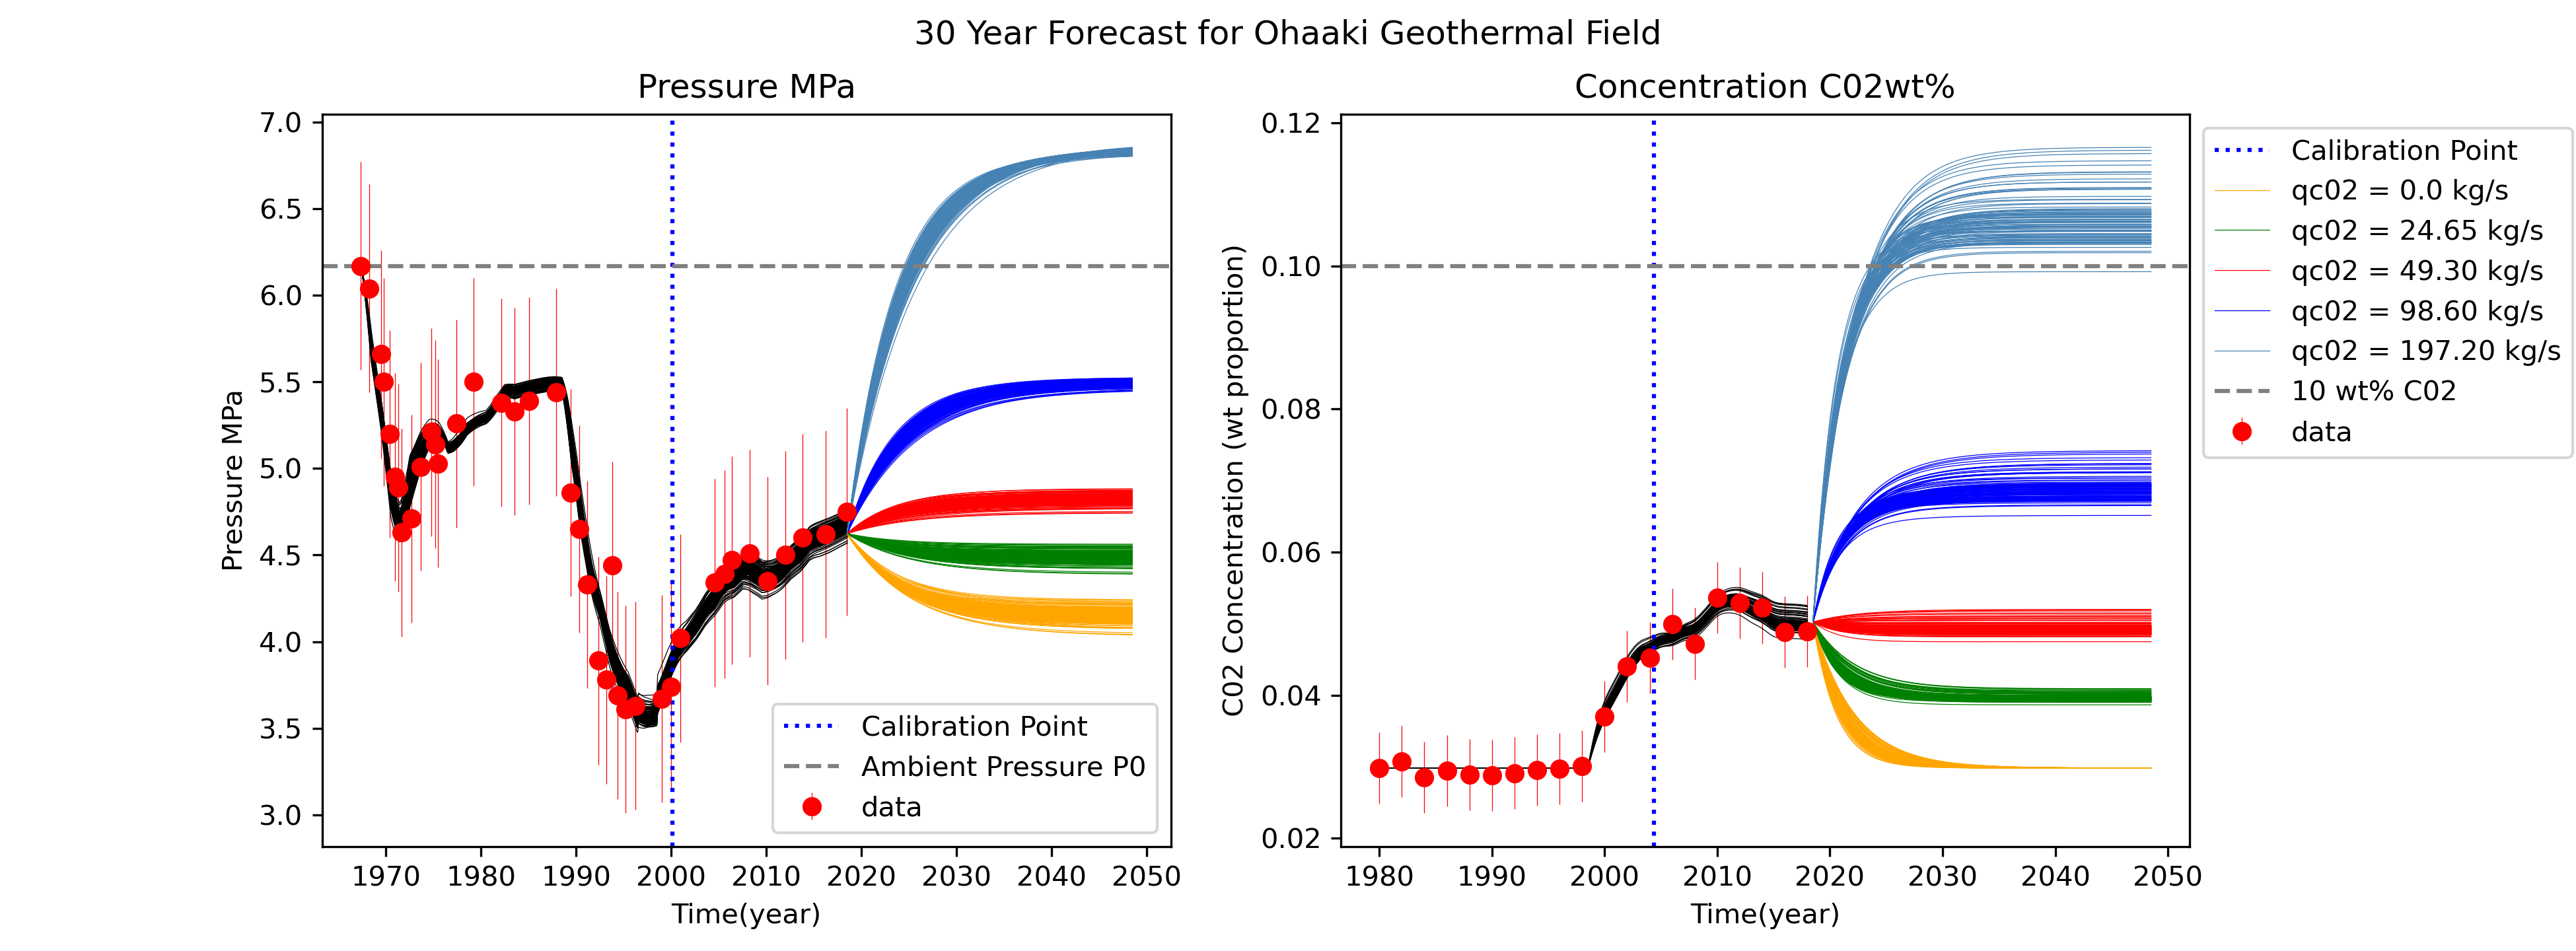 30 Year Forecast for Ohaaki Geothermal Field
Pressure MPa
7.0
6.5
6.0
5.5
5.0
4.5
4.0
3.5
3.0
Pressure MPa
1970 1980 1990 2000 2010 2020 2030 2040 2050
Time(year)
Calibration Point
Ambient Pressure P0
data
Concentration C02wt%
0.12
0.10
0.08
0.06
0.04
0.02
C02 Concentration (wt proportion)
1980 1990 2000 2010 2020 2030 2040 2050
Time(year)
Calibration Point
qc02 = 0.0 kg/s
qc02 = 24.65 kg/s
qc02 = 49.30 kg/s
qc02 = 98.60 kg/s
qc02 = 197.20 kg/s
10 wt% C02
data